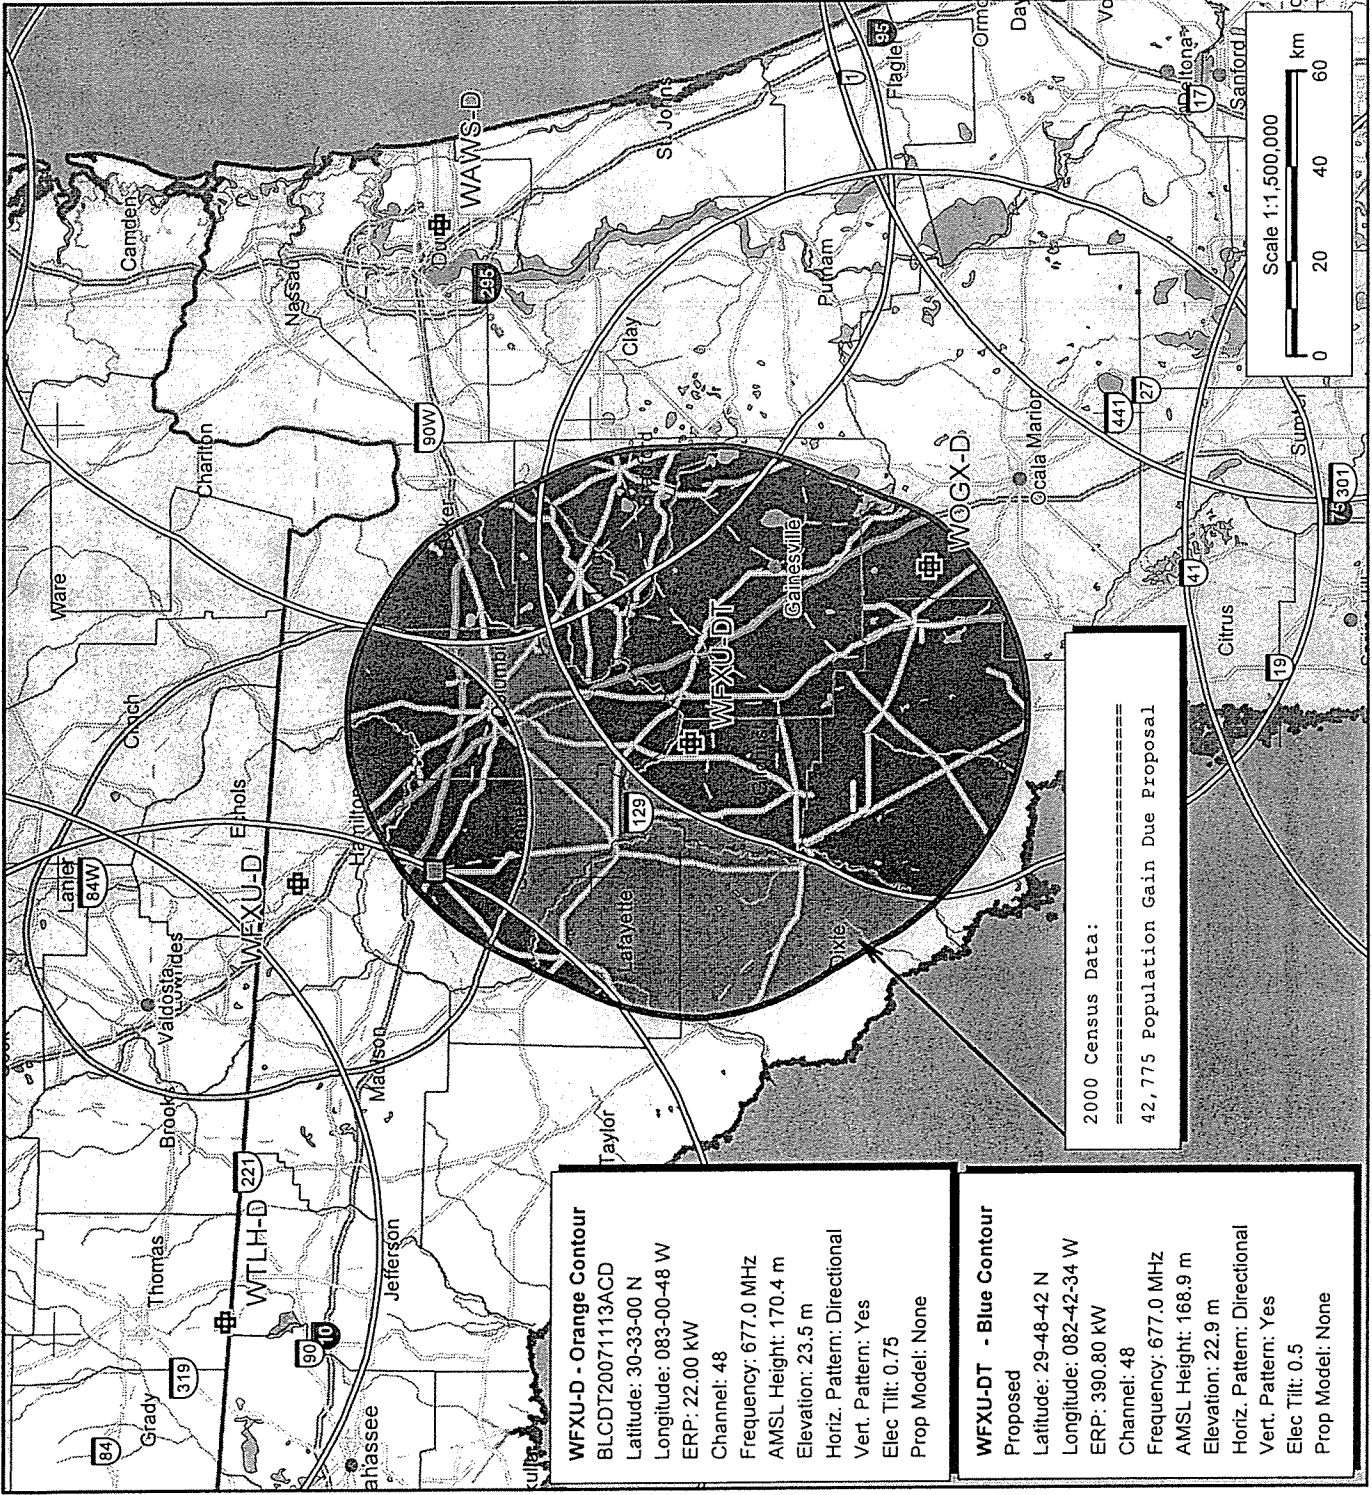 WFXU-D - Orange Contour
BLCDT20071113ACD
Latitude: 30-33-00 N
Longitude: 083-00-48 W
ERP: 22.00 kW
Channel: 48
Frequency: 677.0 MHz
AMSL Height: 170.4 m
Elevation: 23.5 m
Horiz. Pattern: Directional
Vert. Pattern: Yes
Elec Tilt: 0.75
Prop Model: None
WFXU-DT - Blue Contour
Proposed
Latitude: 29-48-42 N
Longitude: 082-42-34 W
ERP: 390.80 kW
Channel: 48
Frequency: 677.0 MHz
AMSL Height: 168.9 m
Elevation: 22.9 m
Horiz. Pattern: Directional
Vert. Pattern: Yes
Elec Tilt: 0.5
Prop Model: None
2000 Census Data:
==============================
42,775 Population Gain Due Proposal
Scale 1:1,500,000
0 20 40 60 km
84
Grady
319
Thomas
WTLH-D
221
90
10
Jefferson
ahassee
Brooks
Valdosta
Lanier
84W
WFXU-D
Echols
Clinch
Ware
Charlton
Camden
Nassau
Madison
Hamilton
Taylor
Lafayette
Dixie
129
WFXU-DT
Gainesville
90W
295
WAWS-D
Clay
St Johns
Putnam
1
95
Flagler
WOGX-D
Ocala Marion
441
27
41
Citrus
19
Sumter
75
301
17
Deltona
Sanford